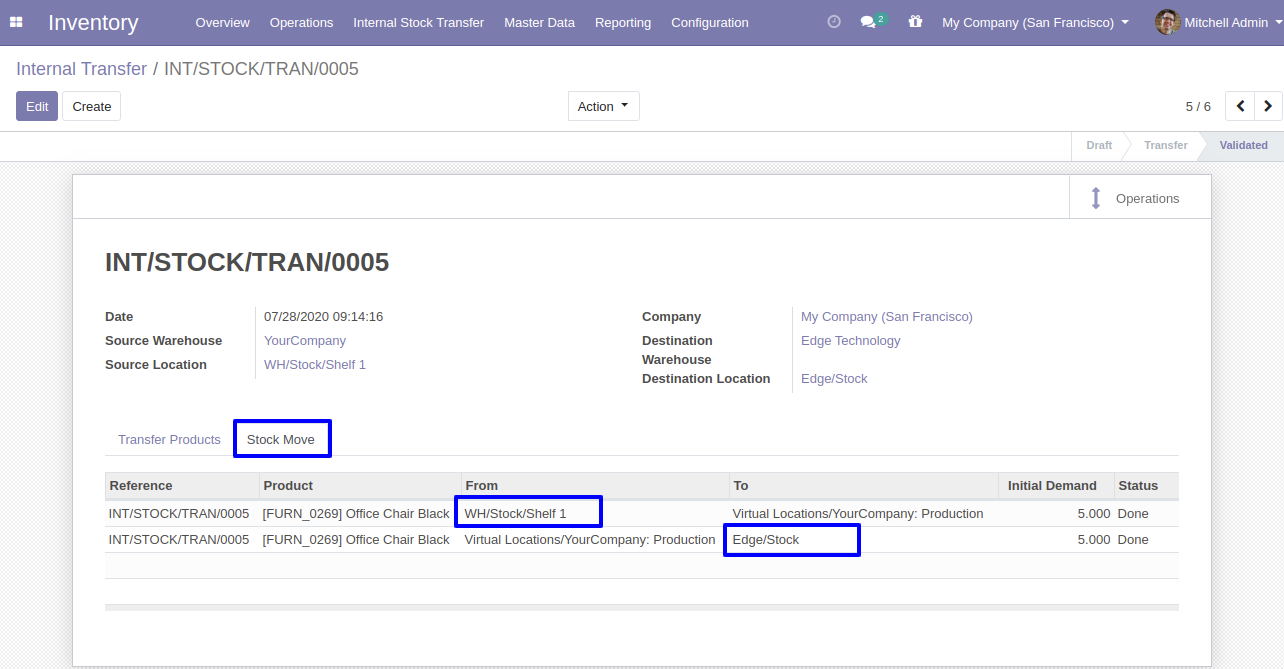 Inventory Overview Operations Internal Stock Transfer Master Data Reporting Configuration 2 My Company (San Francisco) Mitchell Admin
Internal Transfer / INT/STOCK/TRAN/0005
Edit Create Action 5 / 6
Draft Transfer Validated
Operations
INT/STOCK/TRAN/0005
Date 07/28/2020 09:14:16 Company My Company (San Francisco)
Source Warehouse YourCompany Destination Warehouse Edge Technology
Source Location WH/Stock/Shelf 1 Destination Location Edge/Stock
Transfer Products Stock Move
Reference Product From To Initial Demand Status
INT/STOCK/TRAN/0005 [FURN_0269] Office Chair Black WH/Stock/Shelf 1 Virtual Locations/YourCompany: Production 5.000 Done
INT/STOCK/TRAN/0005 [FURN_0269] Office Chair Black Virtual Locations/YourCompany: Production Edge/Stock 5.000 Done